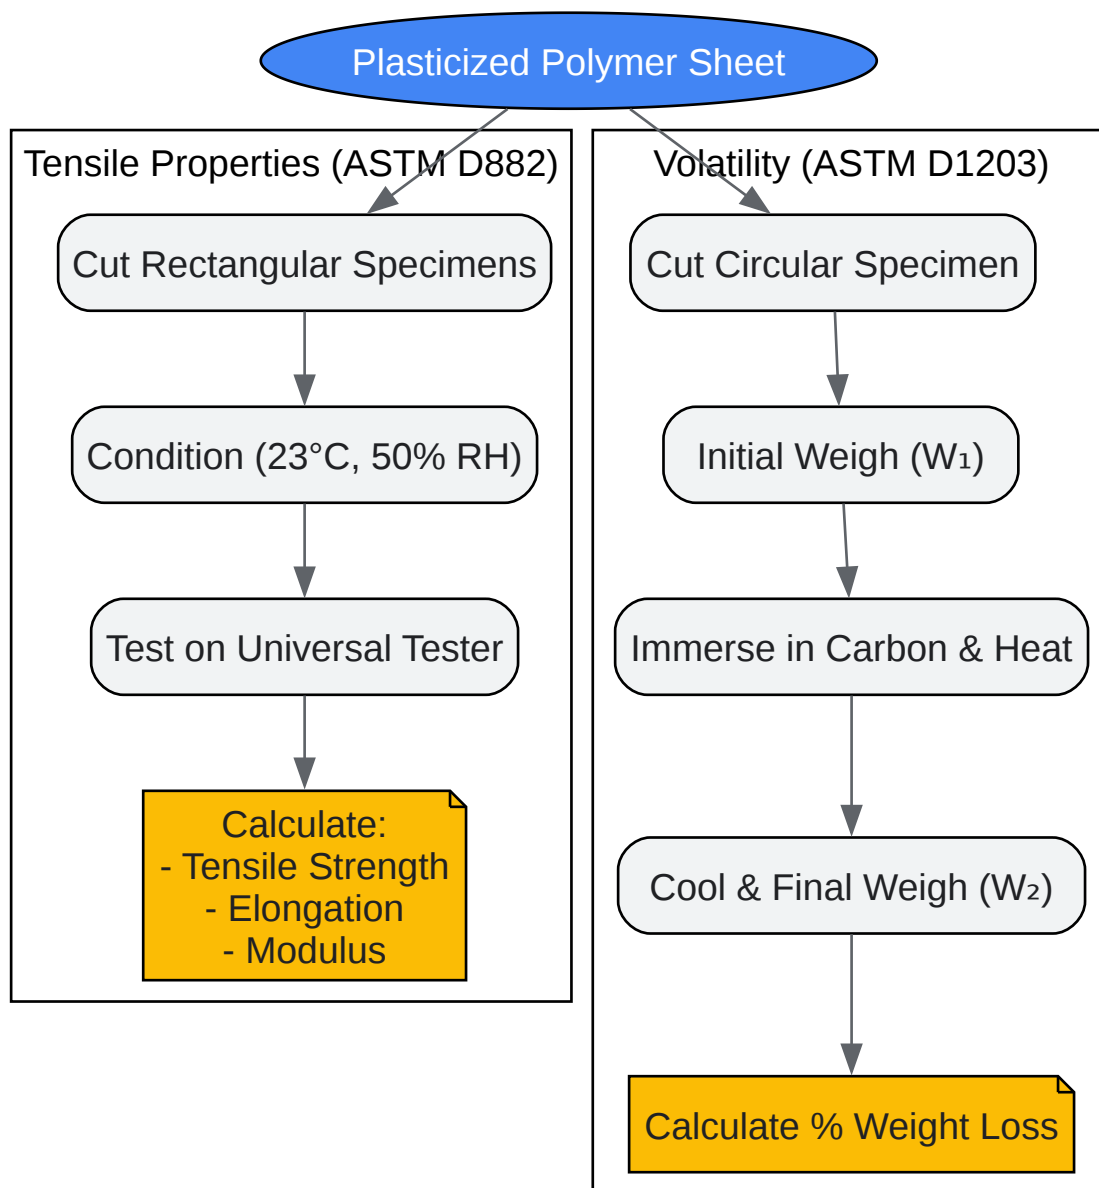 Plasticized Polymer Sheet
Tensile Properties (ASTM D882)
Cut Rectangular Specimens
Condition (23°C, 50% RH)
Test on Universal Tester
Calculate:
- Tensile Strength
- Elongation
- Modulus
Volatility (ASTM D1203)
Cut Circular Specimen
Initial Weigh (W₁)
Immerse in Carbon & Heat
Cool & Final Weigh (W₂)
Calculate % Weight Loss